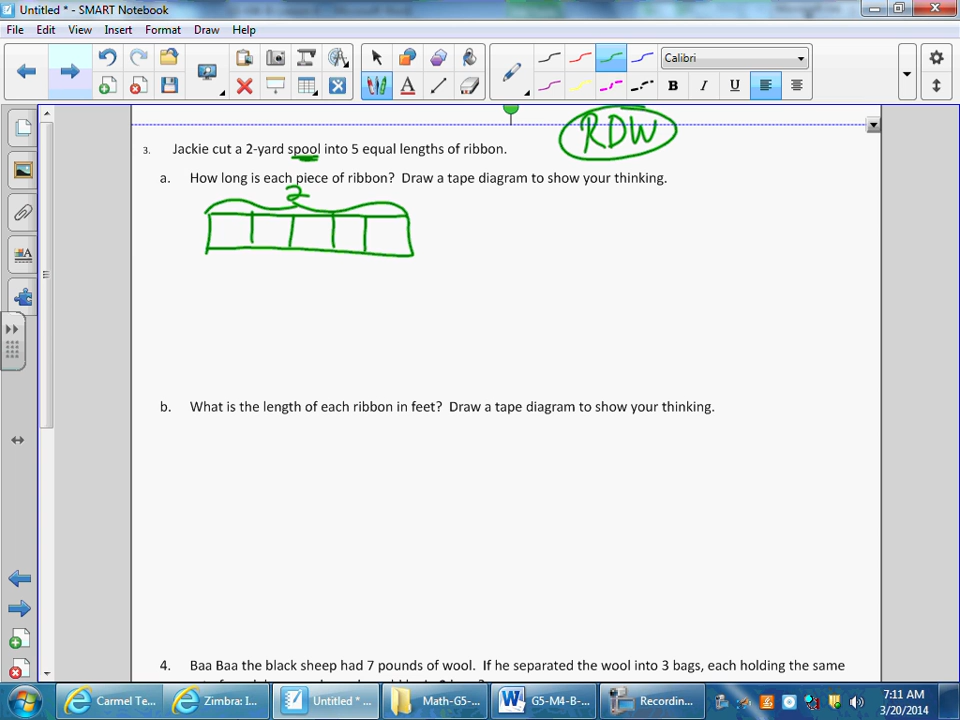 Untitled * - SMART Notebook
File Edit View Insert Format Draw Help
Calibri
B I U
RDW
3. Jackie cut a 2-yard spool into 5 equal lengths of ribbon.
a. How long is each piece of ribbon? Draw a tape diagram to show your thinking.
2
b. What is the length of each ribbon in feet? Draw a tape diagram to show your thinking.
4. Baa Baa the black sheep had 7 pounds of wool. If he separated the wool into 3 bags, each holding the same
Carmel Te... Zimbra: I... Untitled * ... Math-G5-... G5-M4-B-... Recordin...
7:11 AM
3/20/2014